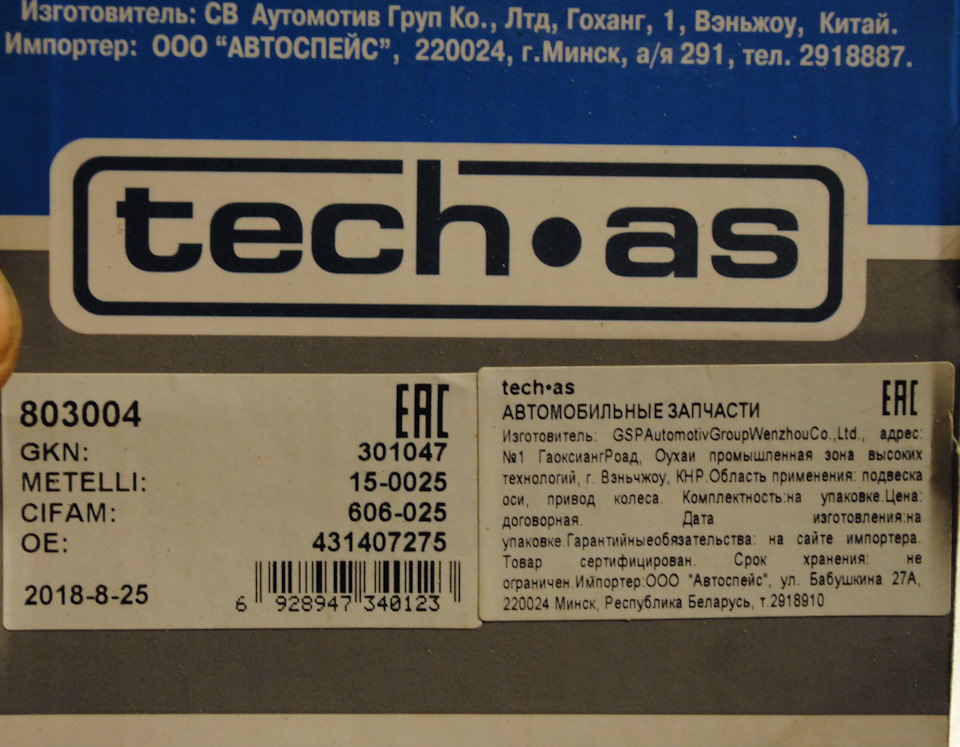 Изготовитель: СВ Аутомотив Груп Ко., Лтд, Гоханг, 1, Вэньжоу, Китай.
Импортер: ООО “АВТОСПЕЙС”, 220024, г.Минск, а/я 291, тел. 2918887.
tech•as
803004
EAC
GKN: 301047
METELLI: 15-0025
CIFAM: 606-025
OE: 431407275
2018-8-25
6 928947 340123
tech•as
EAC
АВТОМОБИЛЬНЫЕ ЗАПЧАСТИ
Изготовитель: GSPAutomotivGroupWenzhouCo.,Ltd., адрес:
№1 ГаоксиангРоад, Оухаи промышленная зона высоких
технологий, г. Вэньчжоу, КНР.Область применения: подвеска
оси, привод колеса. Комплектность:на упаковке.Цена:
договорная. Дата изготовления:на
упаковке.Гарантийныеобязательства: на сайте импортера.
Товар сертифицирован. Срок хранения: не
ограничен.Импортер:ООО "Автоспейс", ул. Бабушкина 27А,
220024 Минск, Республика Беларусь, т.2918910